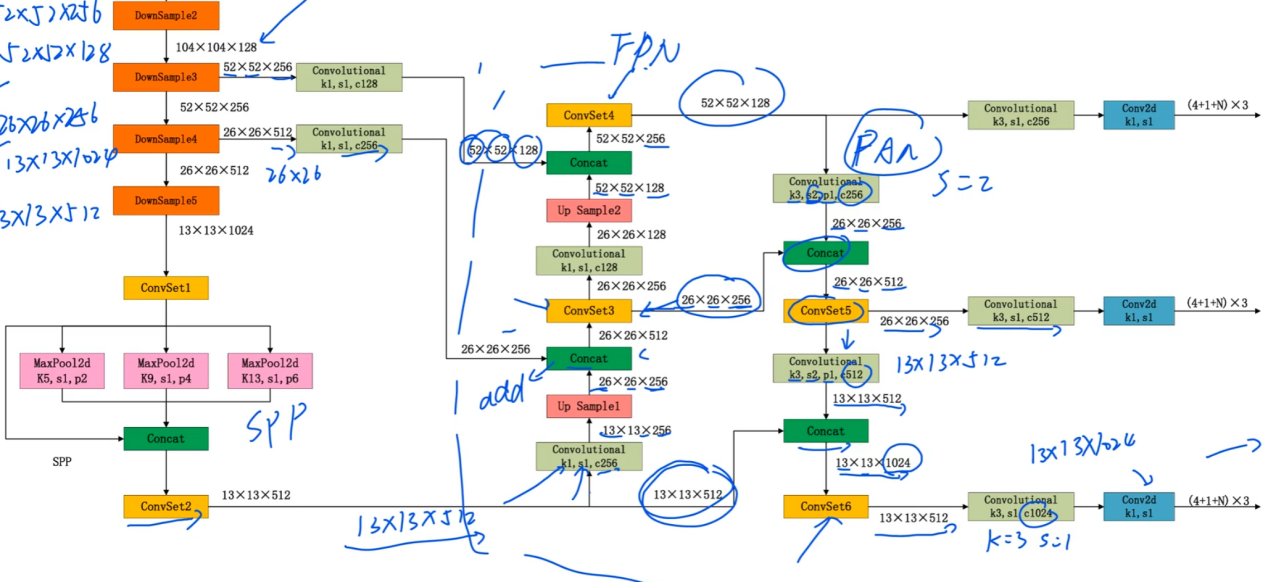 52×52×256
DownSample2
104×104×128
52×52×128
DownSample3
52×52×256
Convolutional
k1, s1, c128
52×52×256
26×26×256
DownSample4
26×26×512
Convolutional
k1, s1, c256
26×26
13×13×1024
26×26×512
DownSample5
13×13×512
13×13×1024
ConvSet1
MaxPool2d
K5, s1, p2
MaxPool2d
K9, s1, p4
MaxPool2d
K13, s1, p6
SPP
Concat
SPP
ConvSet2
13×13×512
13×13×512
FPN
ConvSet4
52×52×128
52×52×256
52×52×128
Concat
52×52×128
Up Sample2
26×26×128
Convolutional
k1, s1, c128
26×26×256
ConvSet3
26×26×256
26×26×512
26×26×256
Concat
add
26×26×256
Up Sample1
13×13×256
Convolutional
k1, s1, c256
13×13×512
Convolutional
k3, s1, c256
Conv2d
k1, s1
(4+1+N)×3
PAN
Convolutional
k3, s2, p1, c256
S=2
26×26×256
Concat
26×26×512
ConvSet5
26×26×256
Convolutional
k3, s1, c512
Conv2d
k1, s1
(4+1+N)×3
Convolutional
k3, s2, p1, c512
13×13×512
13×13×512
Concat
13×13×1024
13×13×1024
ConvSet6
13×13×512
Convolutional
k3, s1, c1024
Conv2d
k1, s1
(4+1+N)×3
K=3 S=1